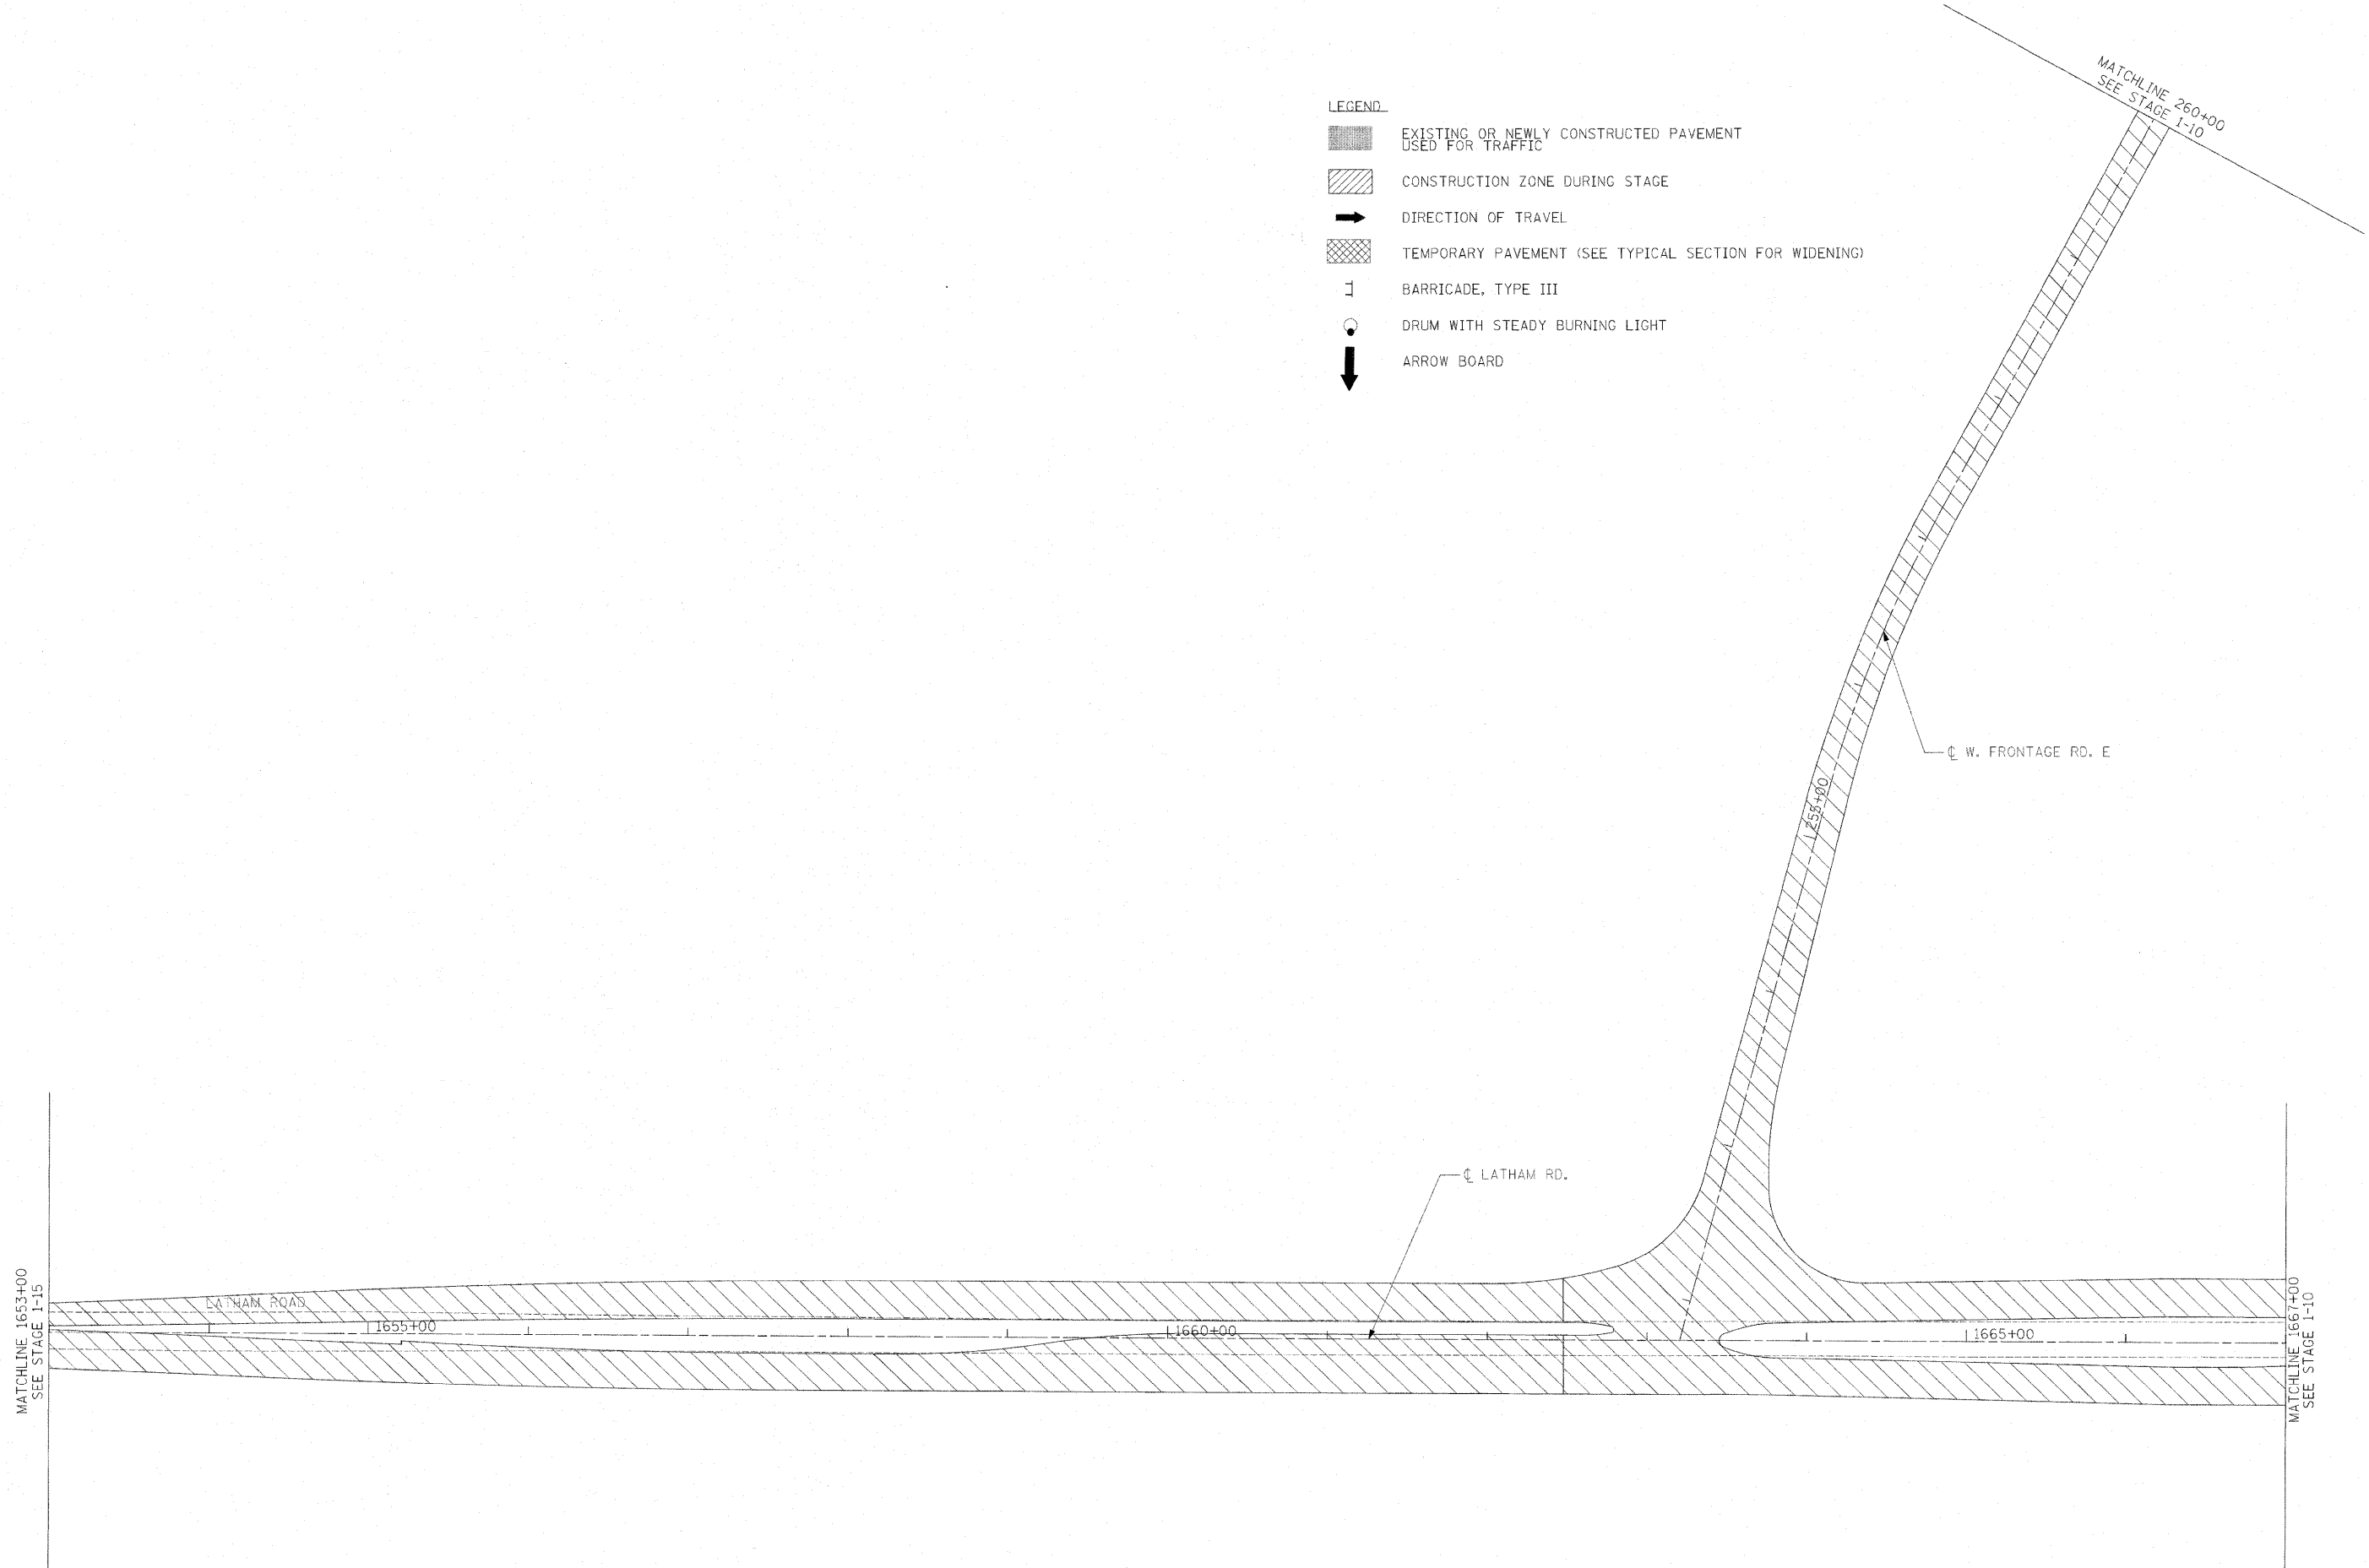 MATCHLINE 260+00
SEE STAGE 1-10
LEGEND
EXISTING OR NEWLY CONSTRUCTED PAVEMENT
USED FOR TRAFFIC
CONSTRUCTION ZONE DURING STAGE
DIRECTION OF TRAVEL
TEMPORARY PAVEMENT (SEE TYPICAL SECTION FOR WIDENING)
BARRICADE, TYPE III
DRUM WITH STEADY BURNING LIGHT
ARROW BOARD
℄ W. FRONTAGE RD. E
255+00
℄ LATHAM RD.
MATCHLINE 1653+00
SEE STAGE 1-15
LATHAM ROAD
1655+00
1660+00
1665+00
MATCHLINE 1667+00
SEE STAGE 1-10